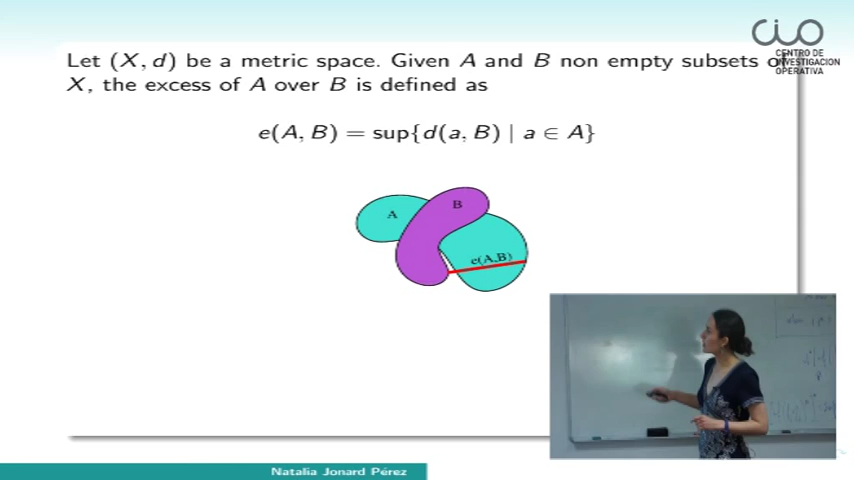 CENTRO DE
INVESTIGACION
OPERATIVA
Let (X, d) be a metric space. Given A and B non empty subsets of
X, the excess of A over B is defined as
e(A, B) = sup{d(a, B) | a ∈ A}
A
B
e(A,B)
Natalia Jonard Pérez